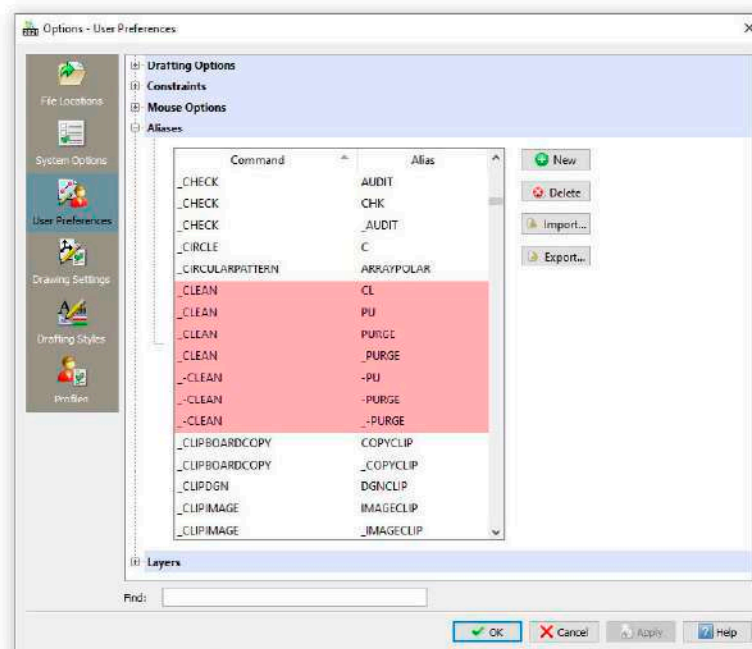 Options - User Preferences
File Locations
System Options
User Preferences
Drawing Settings
Drafting Styles
Profiles
Drafting Options
Constraints
Mouse Options
Aliases
Command Alias
_CHECK AUDIT
_CHECK CHK
_CHECK _AUDIT
_CIRCLE C
_CIRCULARPATTERN ARRAYPOLAR
_CLEAN CL
_CLEAN PU
_CLEAN PURGE
_CLEAN _PURGE
_-CLEAN -PU
_-CLEAN -PURGE
_-CLEAN _-PURGE
_CLIPBOARDCOPY COPYCLIP
_CLIPBOARDCOPY _COPYCLIP
_CLIPDGN DGNCLIP
_CLIPIMAGE IMAGECLIP
_CLIPIMAGE _IMAGECLIP
New
Delete
Import...
Export...
Layers
Find:
OK Cancel Apply Help